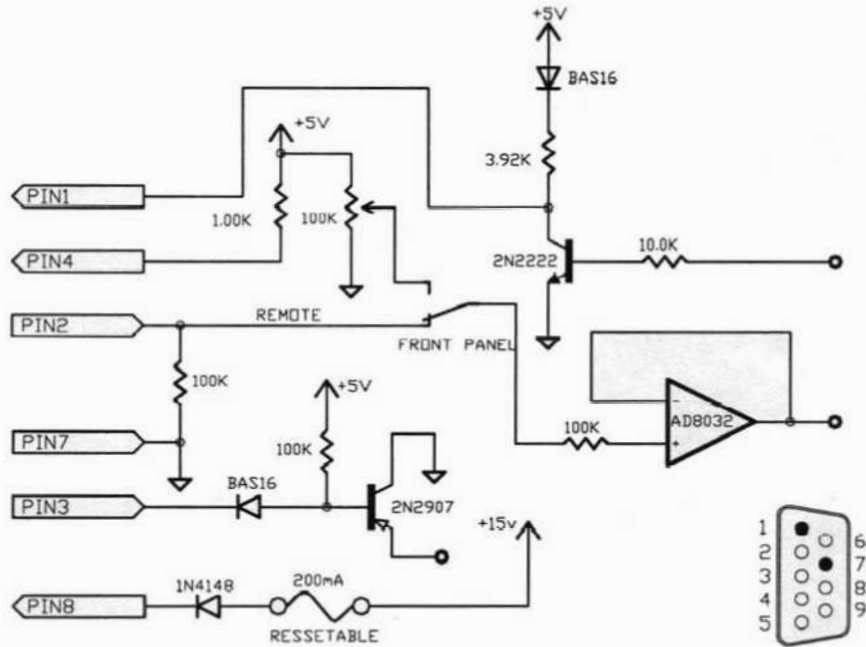 +5V
BAS16
+5V
3.92K
PIN1
1.00K
100K
10.0K
2N2222
PIN4
PIN2
REMOTE
FRONT PANEL
100K
+5V
AD8032
-
+
100K
100K
PIN7
BAS16
PIN3
2N2907
+15v
1N4148
200mA
PIN8
RESSETABLE
1
2
3
4
5
6
7
8
9